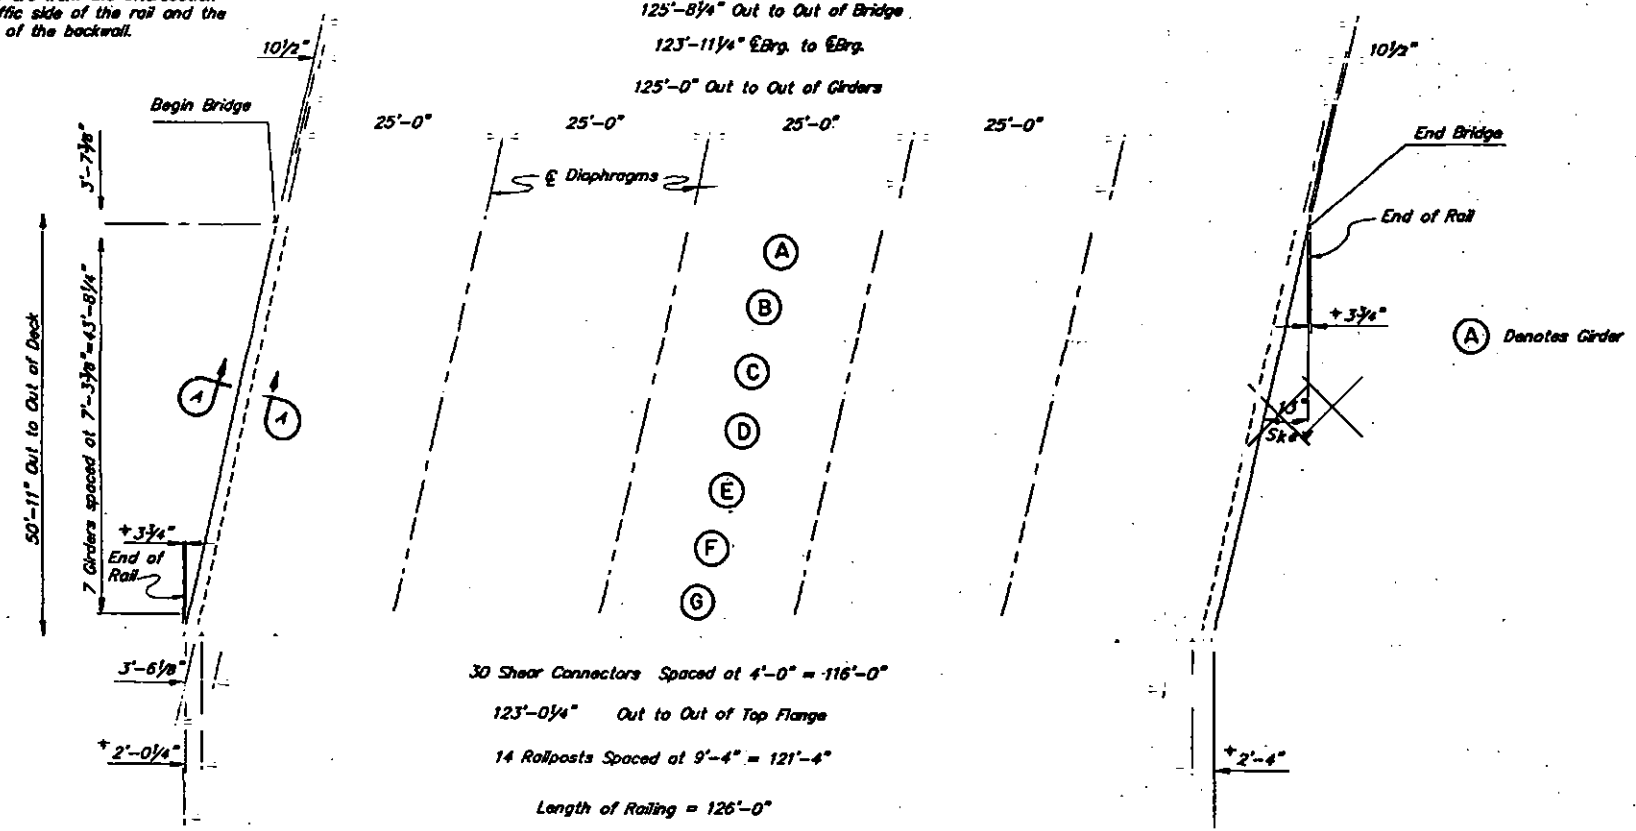 ffic side of the rail and the
of the backwall.
125'-8¼" Out to Out of Bridge
123'-11¼" ℄Brg. to ℄Brg.
125'-0" Out to Out of Girders
10½"
10½"
Begin Bridge
25'-0"
25'-0"
25'-0"
25'-0"
End Bridge
3'-7⅜"
℄ Diaphragms
End of Rail
A
B
+3¾"
A Denotes Girder
50'-11" Out to Out of Deck
7 Girders spaced at 7'-3⅜"=43'-8¼"
C
A
A
13°
Skew
D
E
+3¾"
End of
Rail
F
G
3'-6⅛"
30 Shear Connectors Spaced at 4'-0" = 116'-0"
123'-0¼" Out to Out of Top Flange
+2'-0¼"
14 Railposts Spaced at 9'-4" = 121'-4"
+2'-4"
Length of Railing = 126'-0"